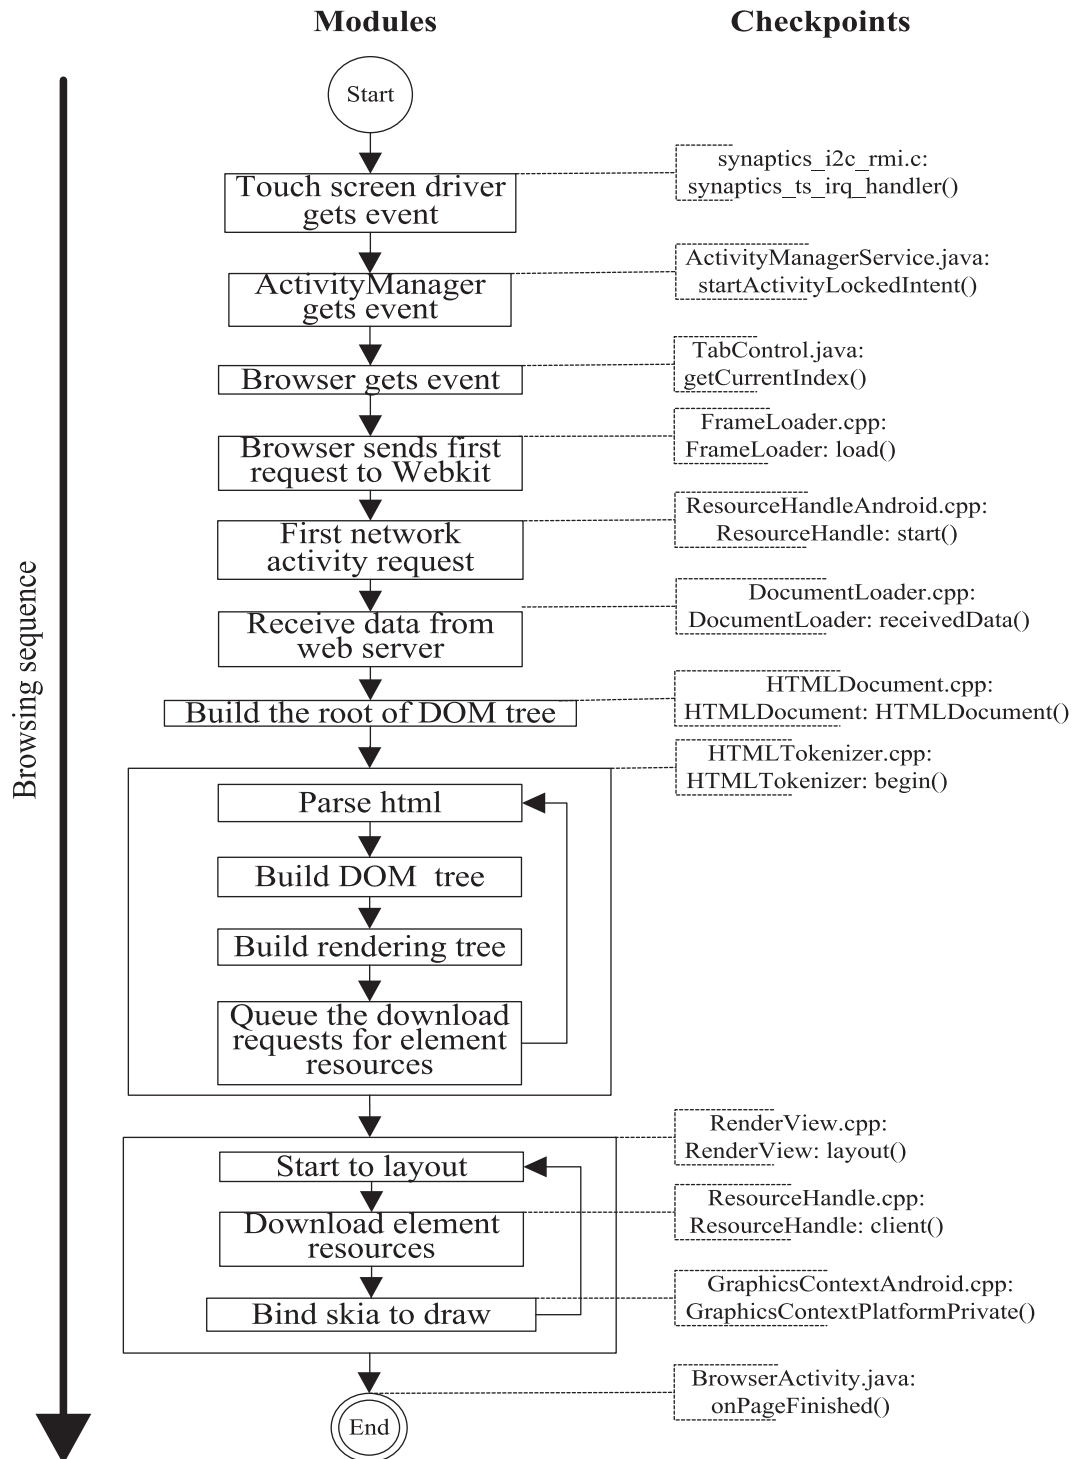 Modules
Checkpoints
Start
Touch screen driver
gets event
synaptics_i2c_rmi.c:
synaptics_ts_irq_handler()
ActivityManager
gets event
ActivityManagerService.java:
startActivityLockedIntent()
Browser gets event
TabControl.java:
getCurrentIndex()
Browser sends first
request to Webkit
FrameLoader.cpp:
FrameLoader: load()
First network
activity request
ResourceHandleAndroid.cpp:
ResourceHandle: start()
Receive data from
web server
DocumentLoader.cpp:
DocumentLoader: receivedData()
Build the root of DOM tree
HTMLDocument.cpp:
HTMLDocument: HTMLDocument()
HTMLTokenizer.cpp:
HTMLTokenizer: begin()
Browsing sequence
Parse html
Build DOM tree
Build rendering tree
Queue the download
requests for element
resources
RenderView.cpp:
RenderView: layout()
Start to layout
Download element
resources
ResourceHandle.cpp:
ResourceHandle: client()
Bind skia to draw
GraphicsContextAndroid.cpp:
GraphicsContextPlatformPrivate()
End
BrowserActivity.java:
onPageFinished()